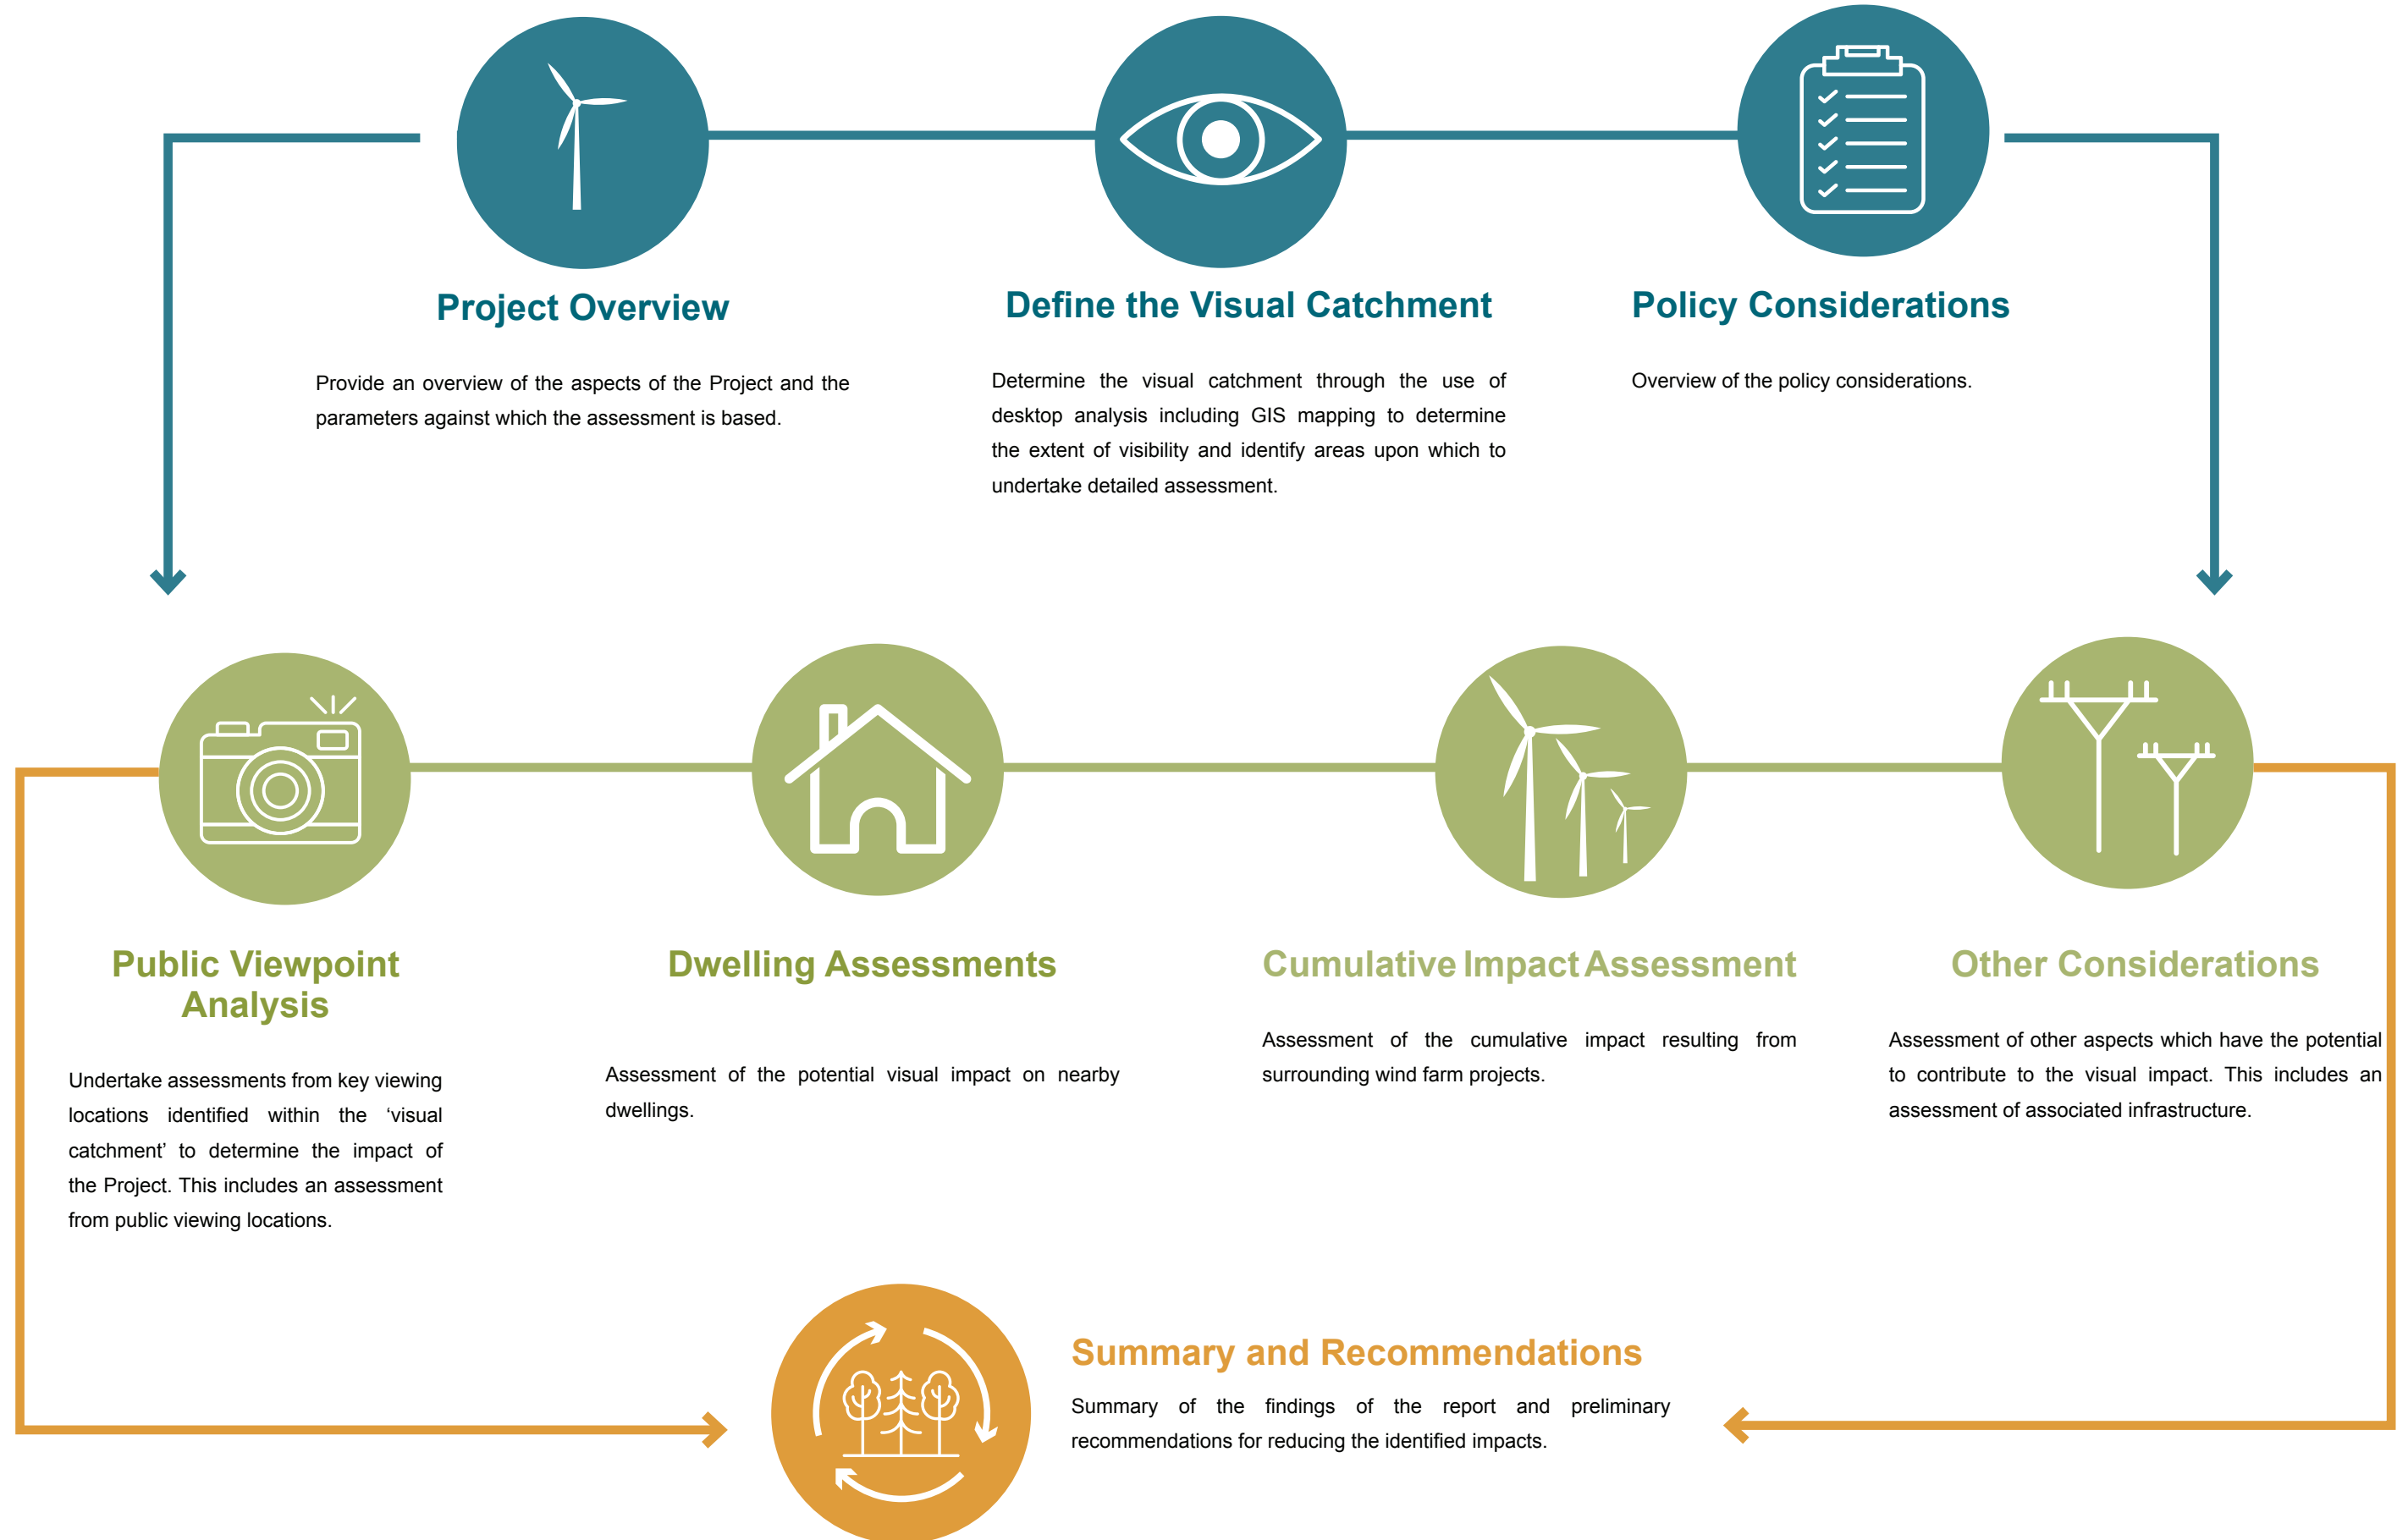 Project Overview
Provide an overview of the aspects of the Project and the
parameters against which the assessment is based.
Define the Visual Catchment
Determine the visual catchment through the use of
desktop analysis including GIS mapping to determine
the extent of visibility and identify areas upon which to
undertake detailed assessment.
Policy Considerations
Overview of the policy considerations.
Public Viewpoint
Analysis
Undertake assessments from key viewing
locations identified within the ‘visual
catchment’ to determine the impact of
the Project. This includes an assessment
from public viewing locations.
Dwelling Assessments
Assessment of the potential visual impact on nearby
dwellings.
Cumulative Impact Assessment
Assessment of the cumulative impact resulting from
surrounding wind farm projects.
Other Considerations
Assessment of other aspects which have the potential
to contribute to the visual impact. This includes an
assessment of associated infrastructure.
Summary and Recommendations
Summary of the findings of the report and preliminary
recommendations for reducing the identified impacts.